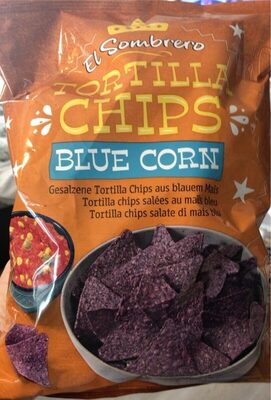 El Sombrero
TORTILLA
CHIPS
BLUE CORN
Gesalzene Tortilla Chips aus blauem Mais
Tortilla chips salées au maïs bleu
Tortilla chips salate di mais blu